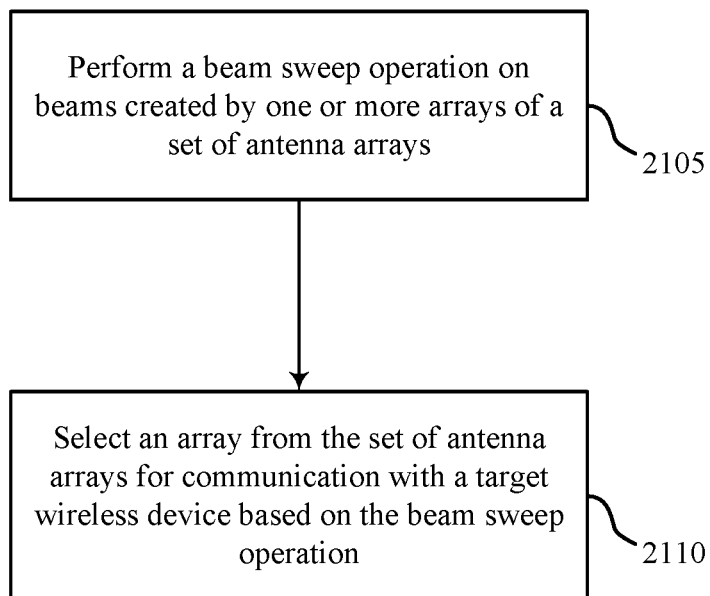 Perform a beam sweep operation on
beams created by one or more arrays of a
set of antenna arrays
2105
Select an array from the set of antenna
arrays for communication with a target
wireless device based on the beam sweep
operation
2110